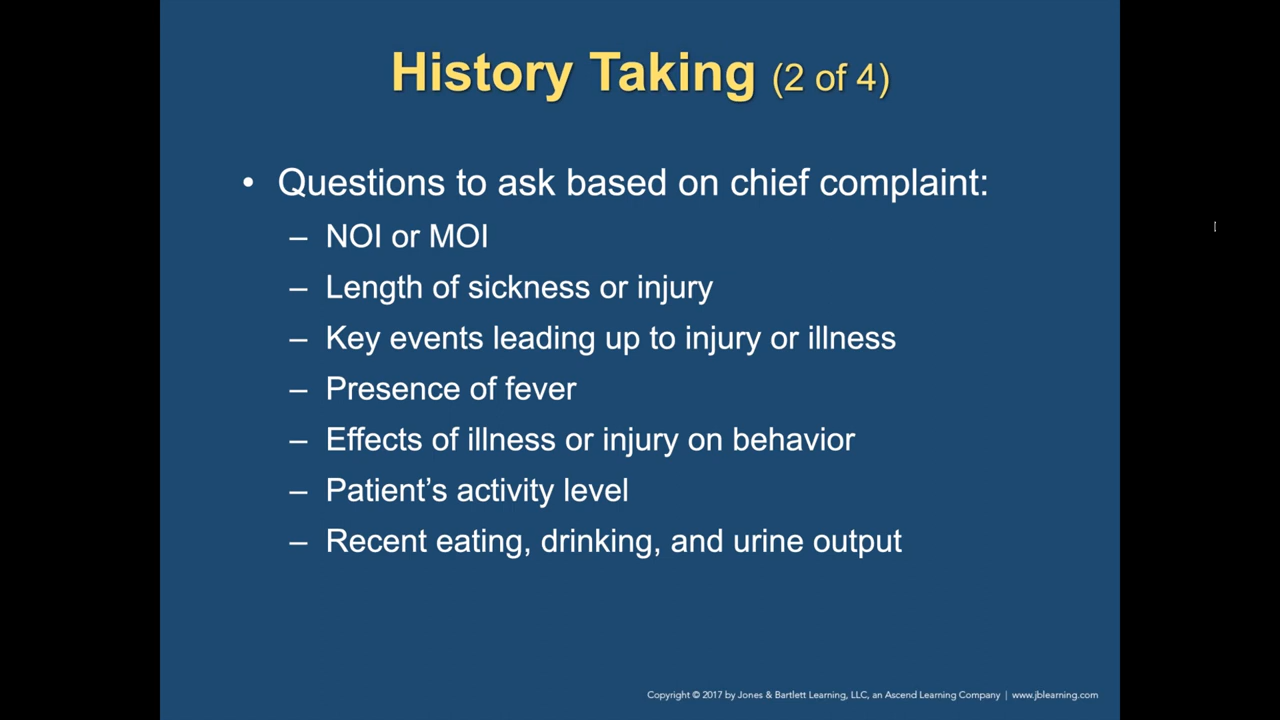 History Taking (2 of 4)
• Questions to ask based on chief complaint:
– NOI or MOI
– Length of sickness or injury
– Key events leading up to injury or illness
– Presence of fever
– Effects of illness or injury on behavior
– Patient’s activity level
– Recent eating, drinking, and urine output
Copyright © 2017 by Jones & Bartlett Learning, LLC, an Ascend Learning Company | www.jblearning.com